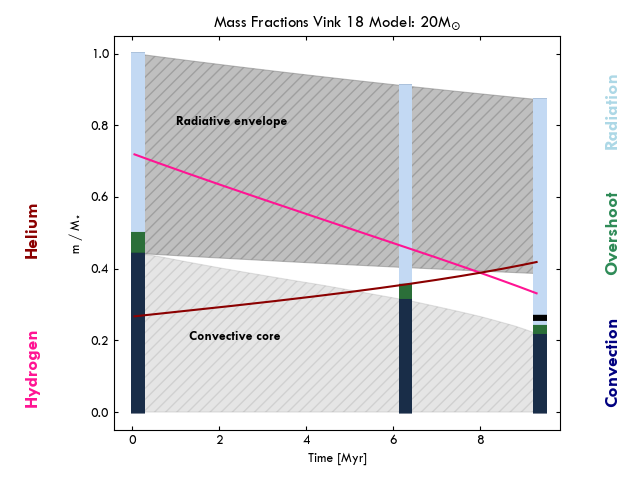 Mass Fractions Vink 18 Model: 20M☉
1.0
0.8
0.6
0.4
0.2
0.0
m / M⋆
Radiative envelope
Convective core
0
2
4
6
8
Time [Myr]
Helium
Hydrogen
Radiation
Overshoot
Convection